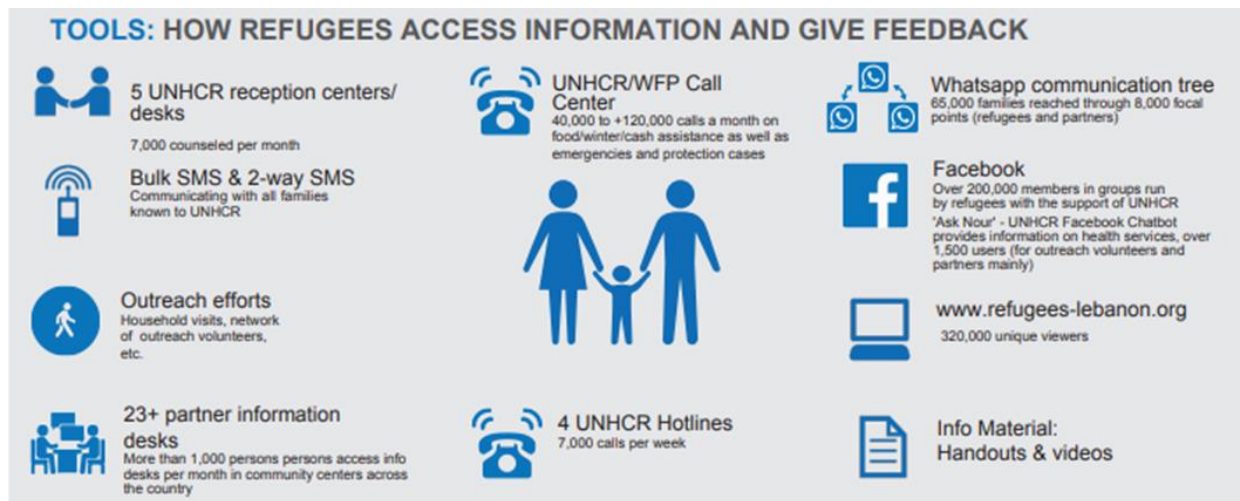 TOOLS: HOW REFUGEES ACCESS INFORMATION AND GIVE FEEDBACK
5 UNHCR reception centers/
desks
7,000 counseled per month
Bulk SMS & 2-way SMS
Communicating with all families
known to UNHCR
Outreach efforts
Household visits, network
of outreach volunteers,
etc.
23+ partner information
desks
More than 1,000 persons persons access info
desks per month in community centers across
the country
UNHCR/WFP Call
Center
40,000 to +120,000 calls a month on
food/winter/cash assistance as well as
emergencies and protection cases
4 UNHCR Hotlines
7,000 calls per week
Whatsapp communication tree
65,000 families reached through 8,000 focal
points (refugees and partners)
Facebook
Over 200,000 members in groups run
by refugees with the support of UNHCR
'Ask Nour' - UNHCR Facebook Chatbot
provides information on health services, over
1,500 users (for outreach volunteers and
partners mainly)
www.refugees-lebanon.org
320,000 unique viewers
Info Material:
Handouts & videos